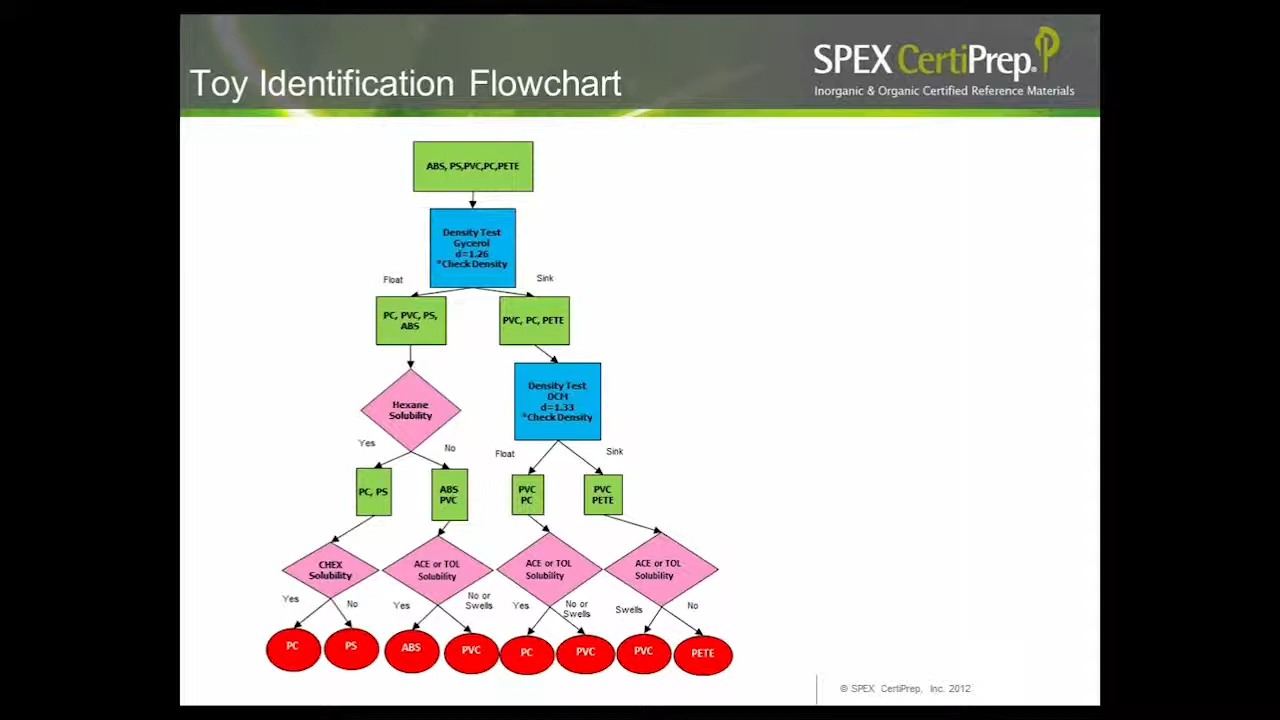 Toy Identification Flowchart
SPEX CertiPrep.
Inorganic & Organic Certified Reference Materials
ABS, PS,PVC,PC,PETE
Density Test
Gycerol
d=1.26
*Check Density
Float
Sink
PC, PVC, PS,
ABS
PVC, PC, PETE
Hexane
Solubility
Density Test
DCM
d=1.33
*Check Density
Yes
No
Float
Sink
PC, PS
ABS
PVC
PVC
PC
PVC
PETE
CHEX
Solubility
ACE or TOL
Solubility
ACE or TOL
Solubility
ACE or TOL
Solubility
Yes
No
Yes
No or
Swells
Yes
No or
Swells
Swells
No
PC
PS
ABS
PVC
PC
PVC
PVC
PETE
© SPEX CertiPrep, Inc. 2012